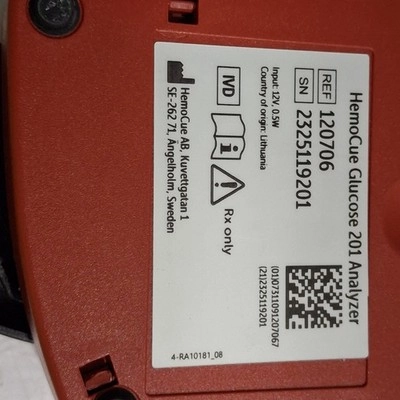 HemoCue Glucose 201 Analyzer
REF 120706
SN 2325119201
(01)07311091207067
(21)2325119201
Input: 12V, 0.5W
Country of origin: Lithuania
IVD
Rx only
HemoCue AB, Kuvettgatan 1
SE-262 71, Ängelholm, Sweden
4-RA10181_08